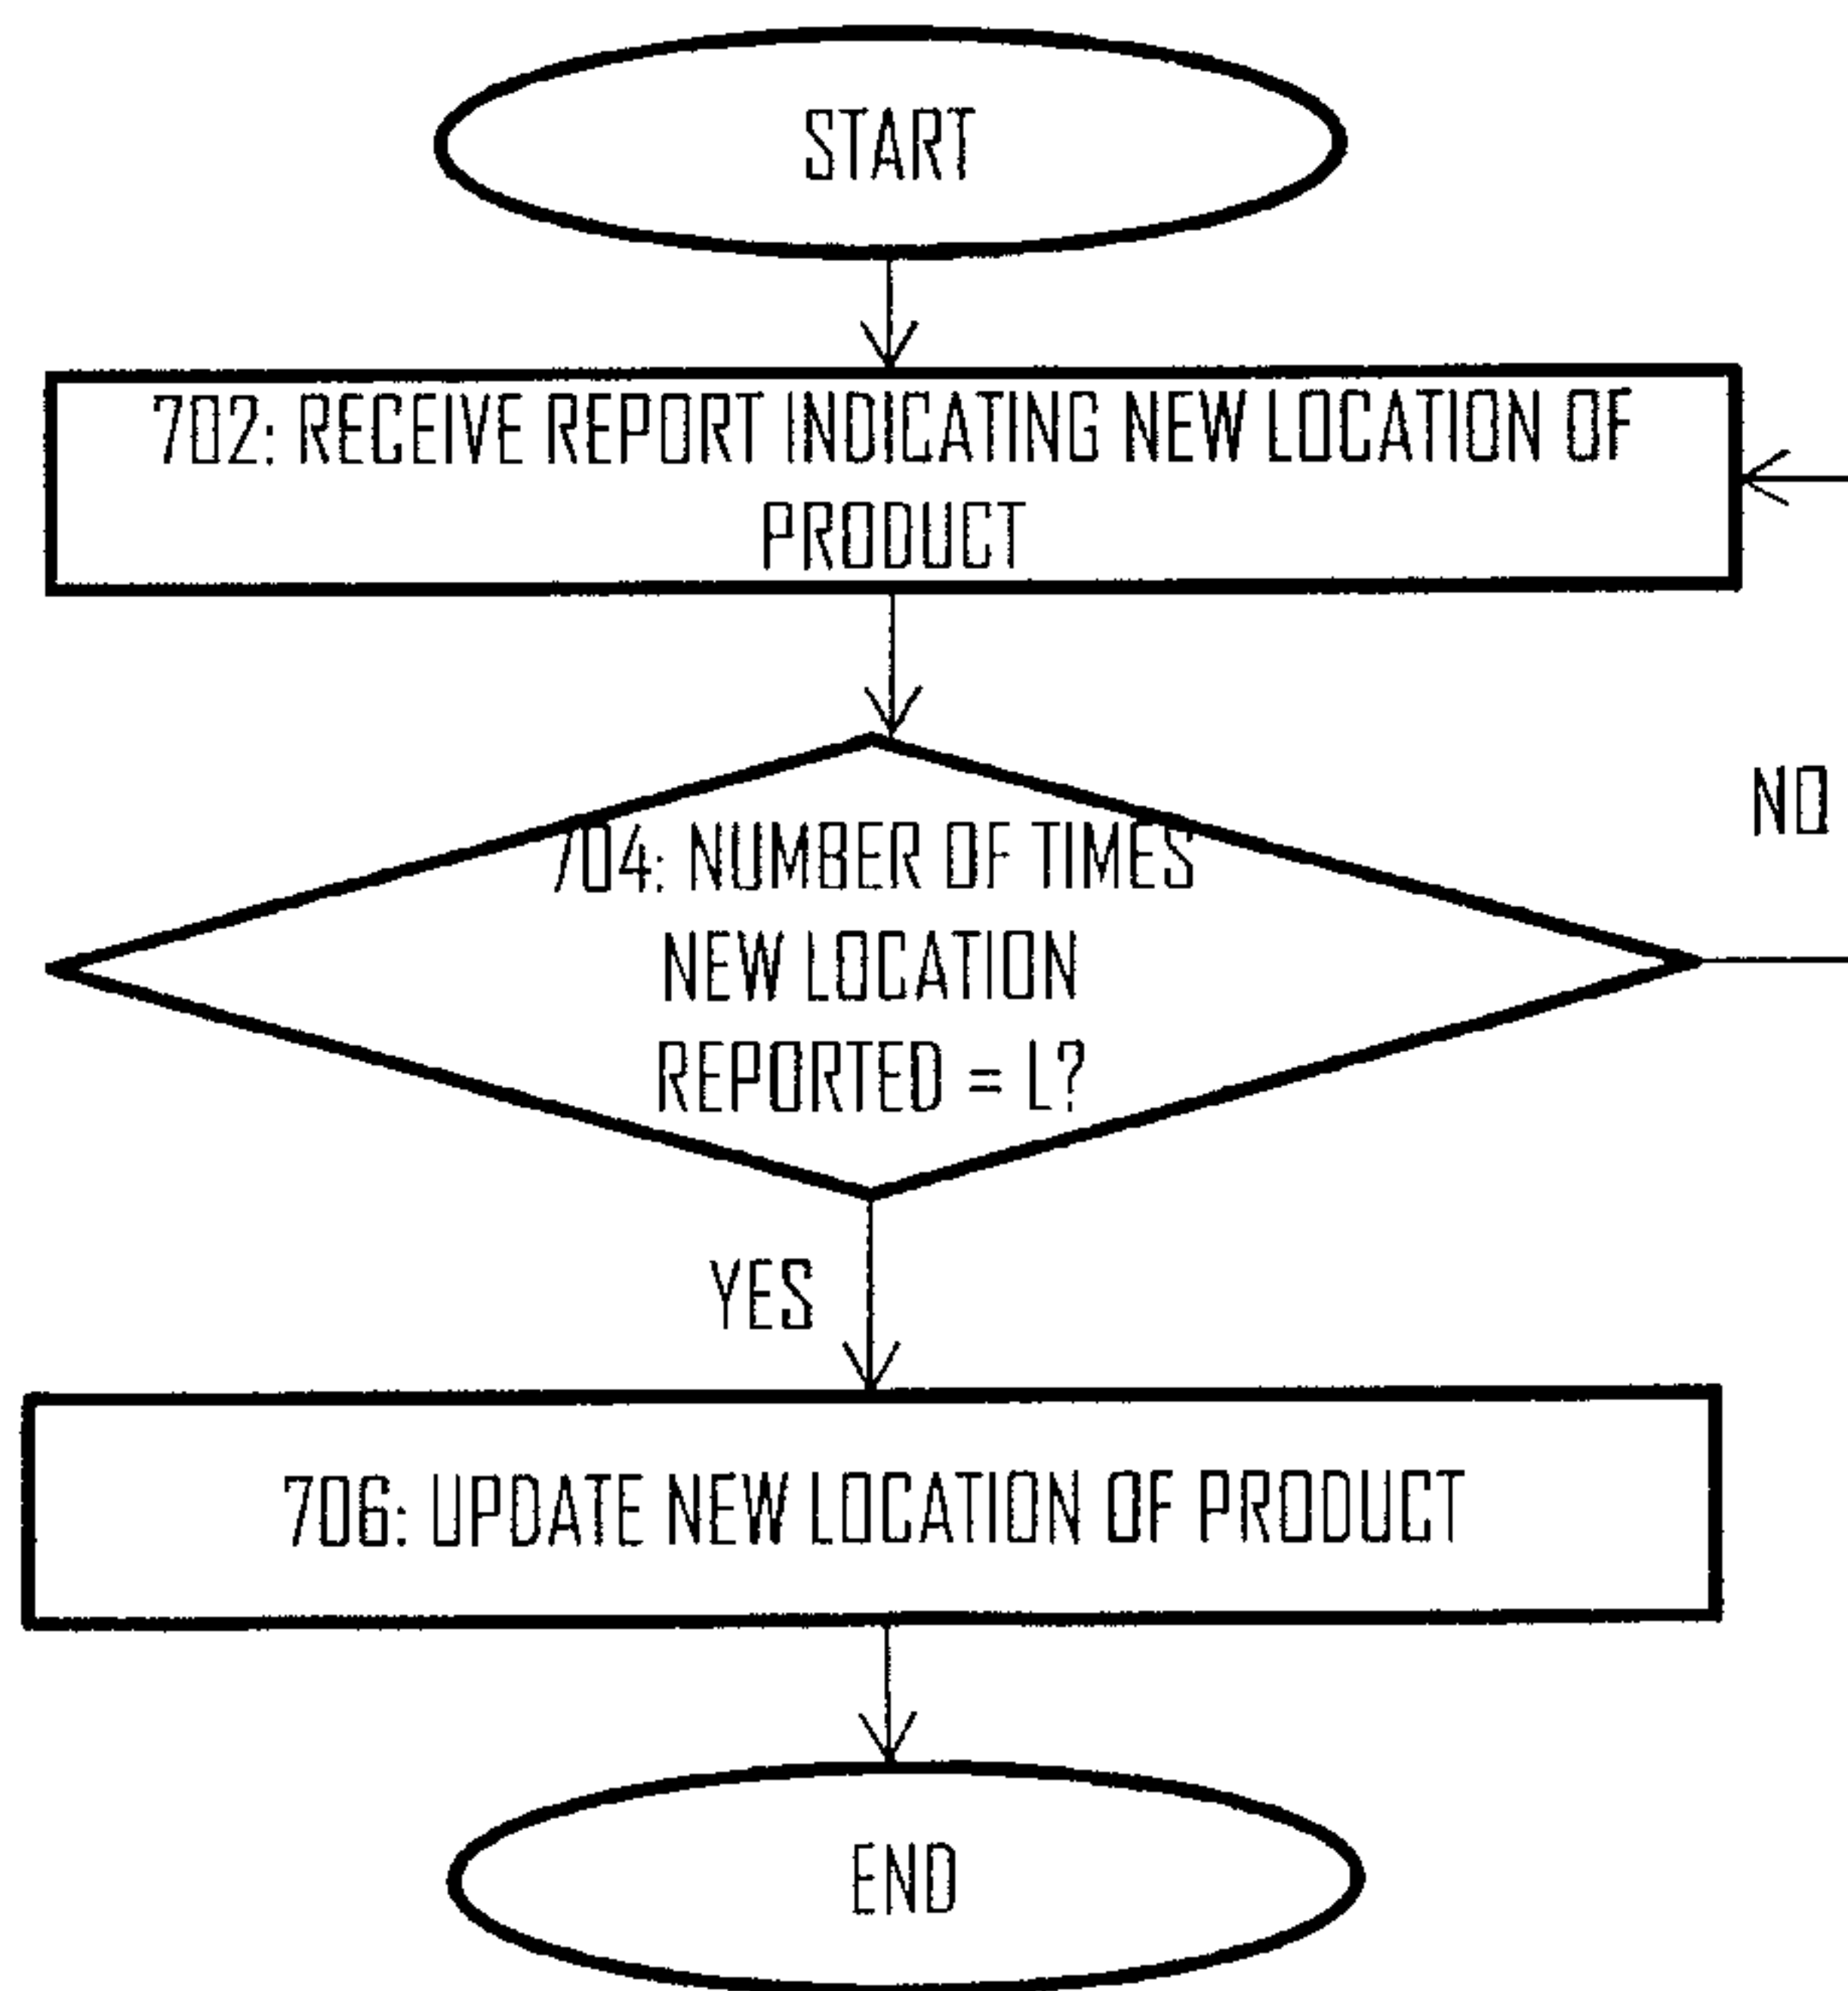 START
702: RECEIVE REPORT INDICATING NEW LOCATION OF
PRODUCT
704: NUMBER OF TIMES
NEW LOCATION
REPORTED = L?
NO
YES
706: UPDATE NEW LOCATION OF PRODUCT
END